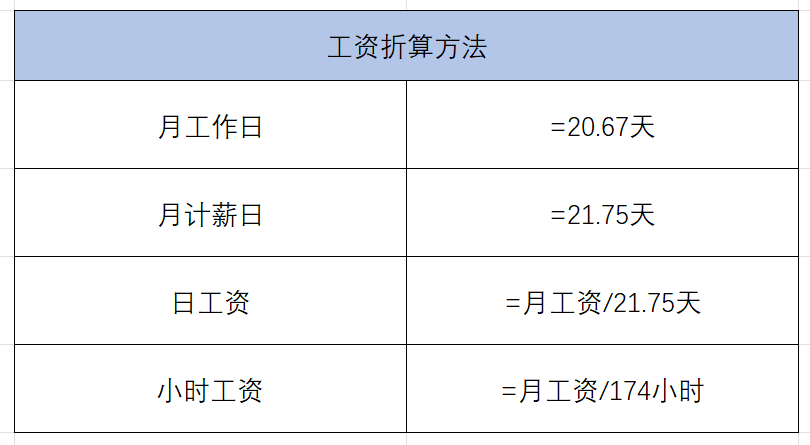 工资折算方法
月工作日 =20.67天
月计薪日 =21.75天
日工资 =月工资/21.75天
小时工资 =月工资/174小时